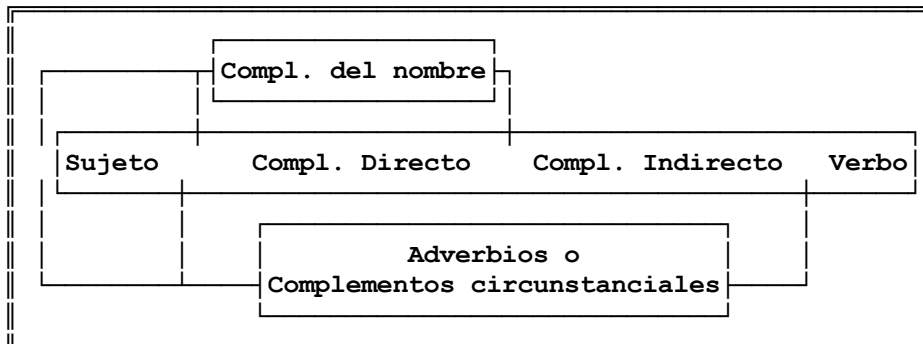 Compl. del nombre
Sujeto Compl. Directo Compl. Indirecto Verbo
Adverbios o
Complementos circunstanciales